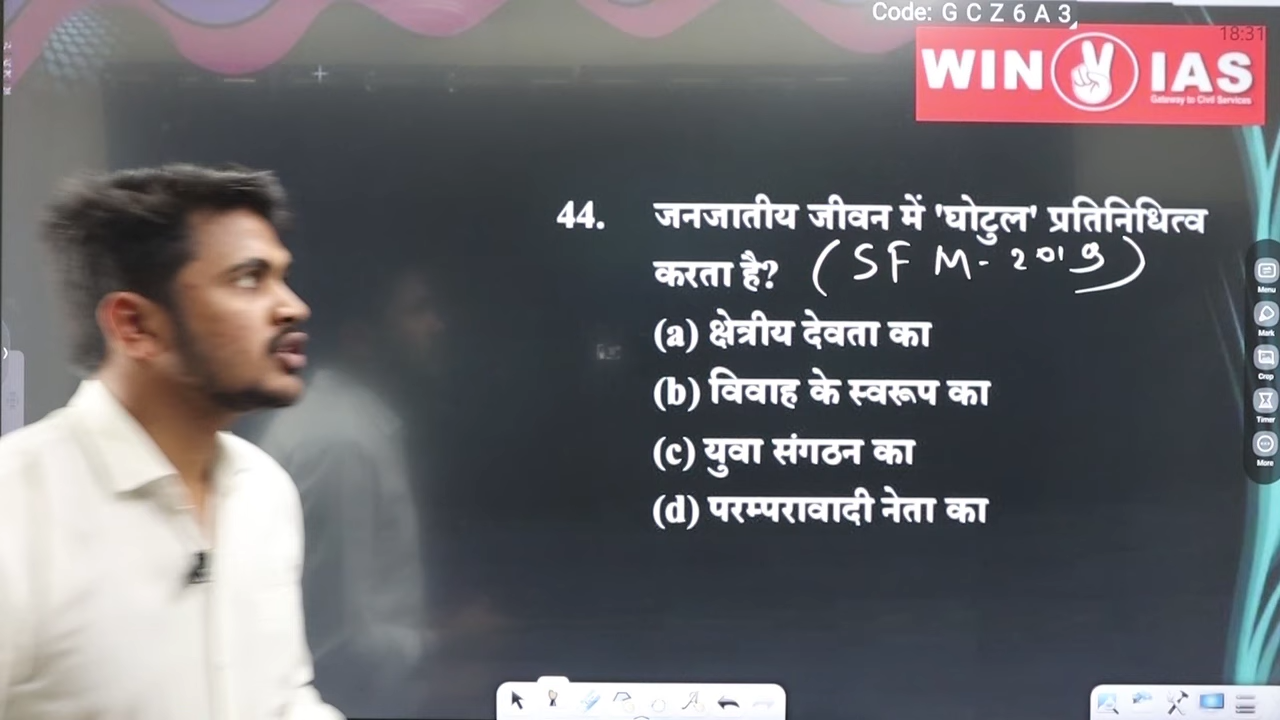 Code: G C Z 6 A 3
18:31
WIN IAS
Gateway to Civil Services
44. जनजातीय जीवन में 'घोटुल' प्रतिनिधित्व
करता है? (SF M- 2019)
(a) क्षेत्रीय देवता का
(b) विवाह के स्वरूप का
(c) युवा संगठन का
(d) परम्परावादी नेता का
Menu
Mark
Crop
Timer
More